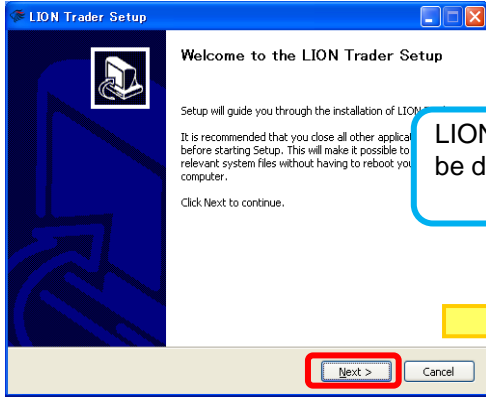 LION Trader Setup
Welcome to the LION Trader Setup
Setup will guide you through the installation of LION
It is recommended that you close all other
before starting Setup. This will make it possible to
relevant system files without having to reboot
computer.
Click Next to continue.
LION
be d
Next >
Cancel